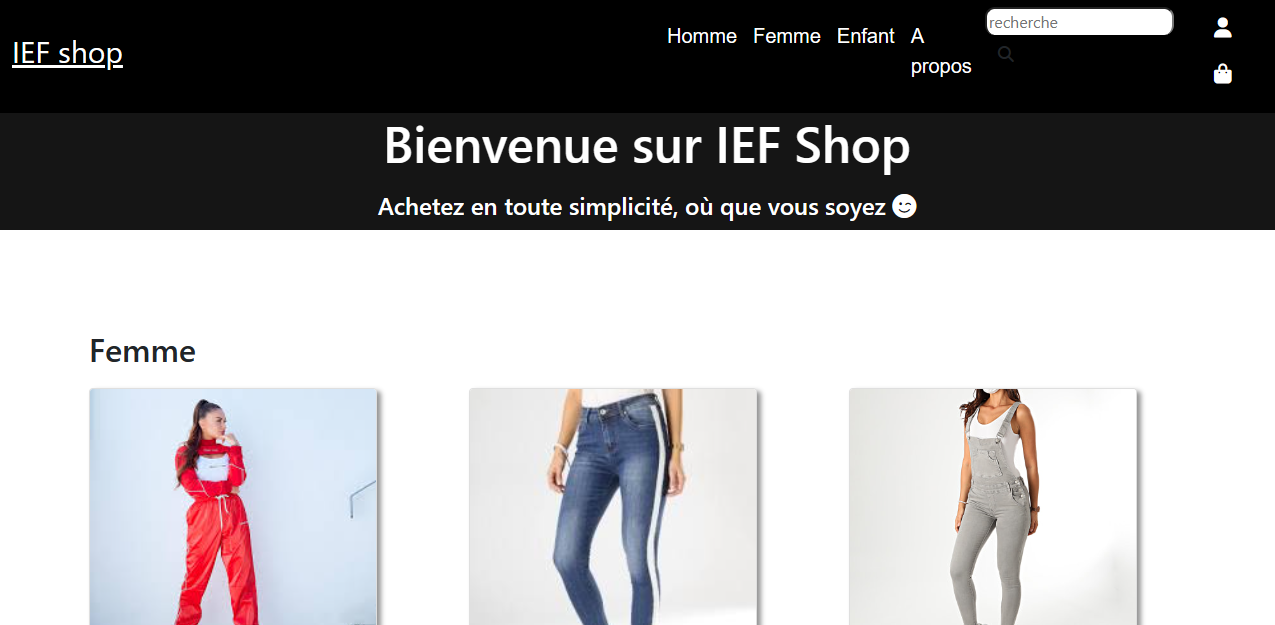 IEF shop
Homme Femme Enfant A
propos
recherche
Bienvenue sur IEF Shop
Achetez en toute simplicité, où que vous soyez
Femme